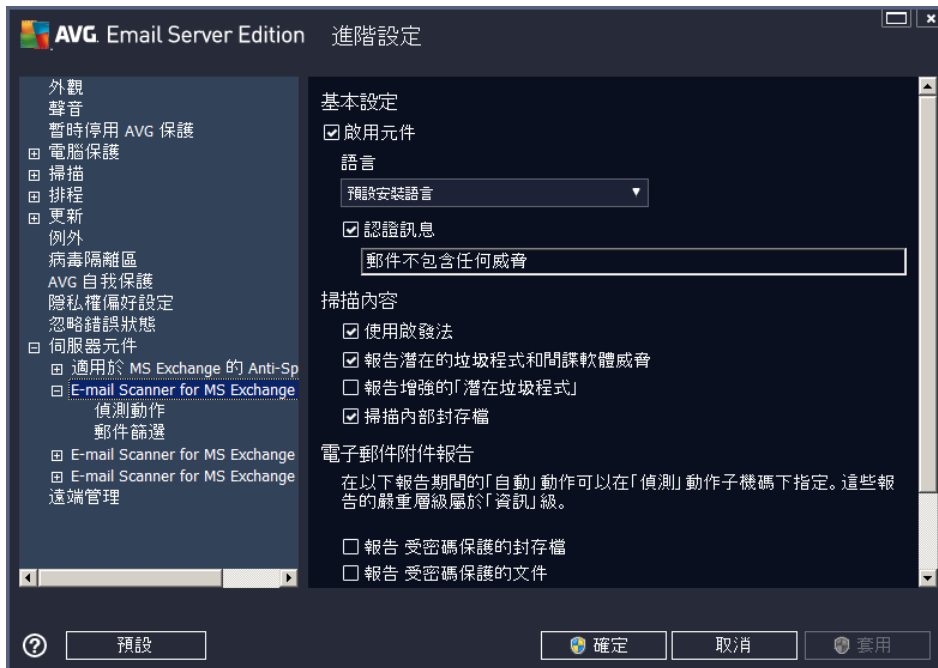 AVG. Email Server Edition 進階設定
外觀
聲音
暫時停用 AVG 保護
電腦保護
掃描
排程
更新
例外
病毒隔離區
AVG 自我保護
隱私權偏好設定
忽略錯誤狀態
伺服器元件
適用於 MS Exchange 的 Anti-Sp
E-mail Scanner for MS Exchange
偵測動作
郵件篩選
E-mail Scanner for MS Exchange
E-mail Scanner for MS Exchange
遠端管理
基本設定
啟用元件
語言
預設安裝語言
認證訊息
郵件不包含任何威脅
掃描內容
使用啟發法
報告潛在的垃圾程式和間諜軟體威脅
報告增強的「潛在垃圾程式」
掃描內部封存檔
電子郵件附件報告
在以下報告期間的「自動」動作可以在「偵測」動作子機碼下指定。這些報
告的嚴重層級屬於「資訊」級。
報告 受密碼保護的封存檔
報告 受密碼保護的文件
預設
確定
取消
套用